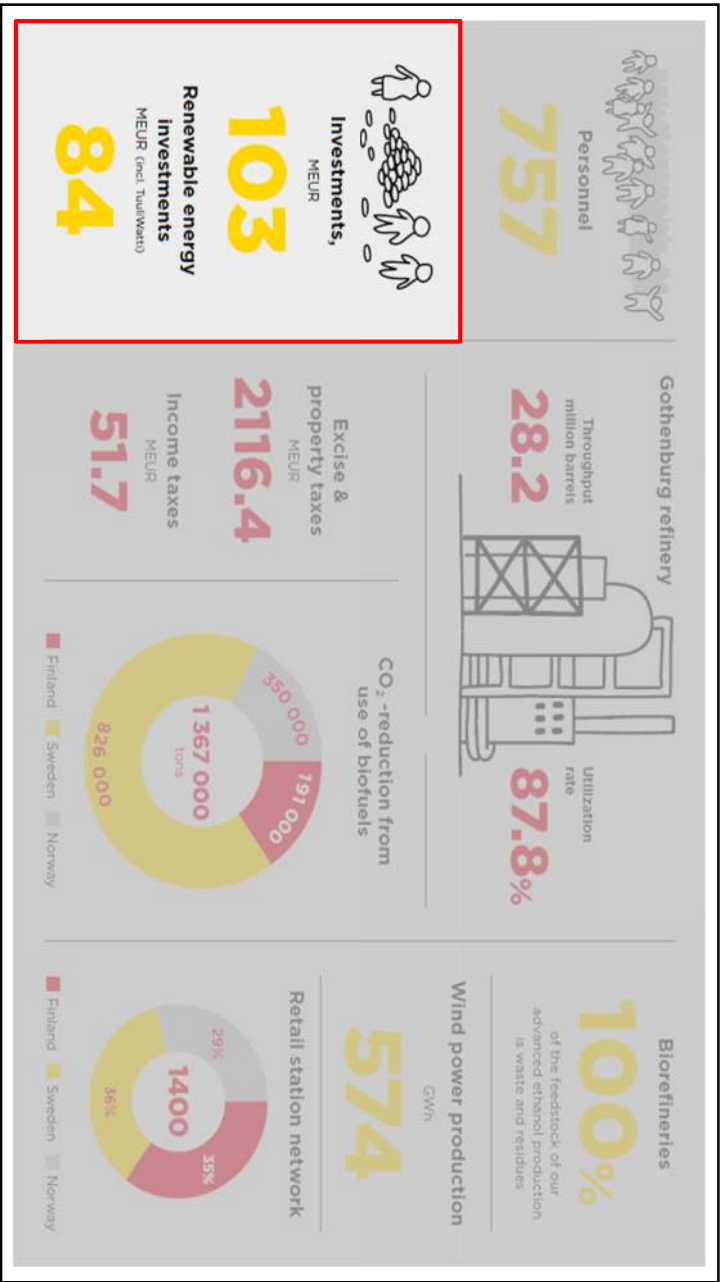 Personnel
757
Investments,
MEUR
103
Renewable energy
investments
MEUR (incl. TuuliWatti)
84
Gothenburg refinery
Throughput
million barrels
28.2
Utilization
rate
87.8%
Excise &
property taxes
MEUR
2116.4
Income taxes
MEUR
51.7
CO₂-reduction from
use of biofuels
350 000
191 000
1 367 000
tons
826 000
Finland Sweden Norway
Biorefineries
100%
of the feedstock of our
advanced ethanol production
is waste and residues
Wind power production
GWh
574
Retail station network
29%
35%
1400
36%
Finland Sweden Norway